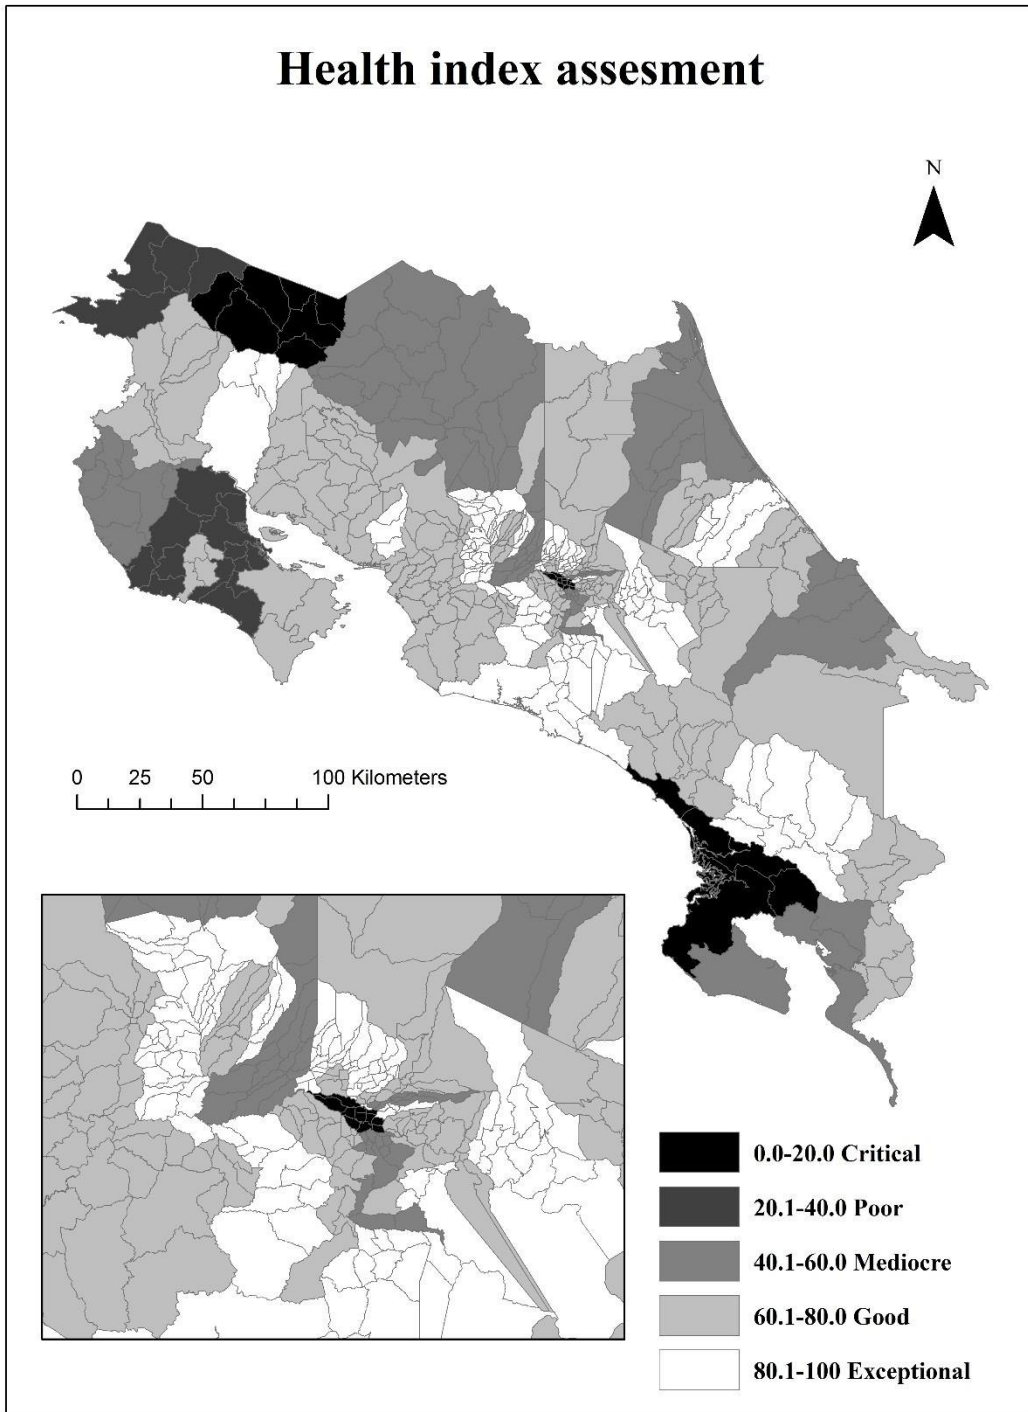 Health index assesment
N
0 25 50 100 Kilometers
0.0-20.0 Critical
20.1-40.0 Poor
40.1-60.0 Mediocre
60.1-80.0 Good
80.1-100 Exceptional